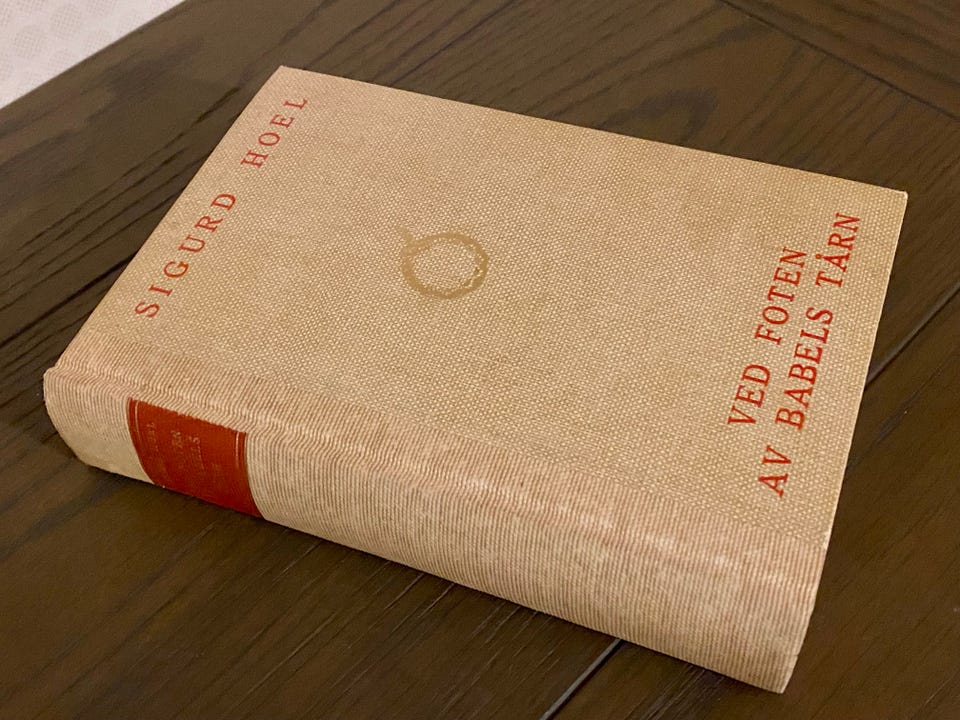 SIGURD HOEL
VED FOTEN
AV BABELS TÅRN